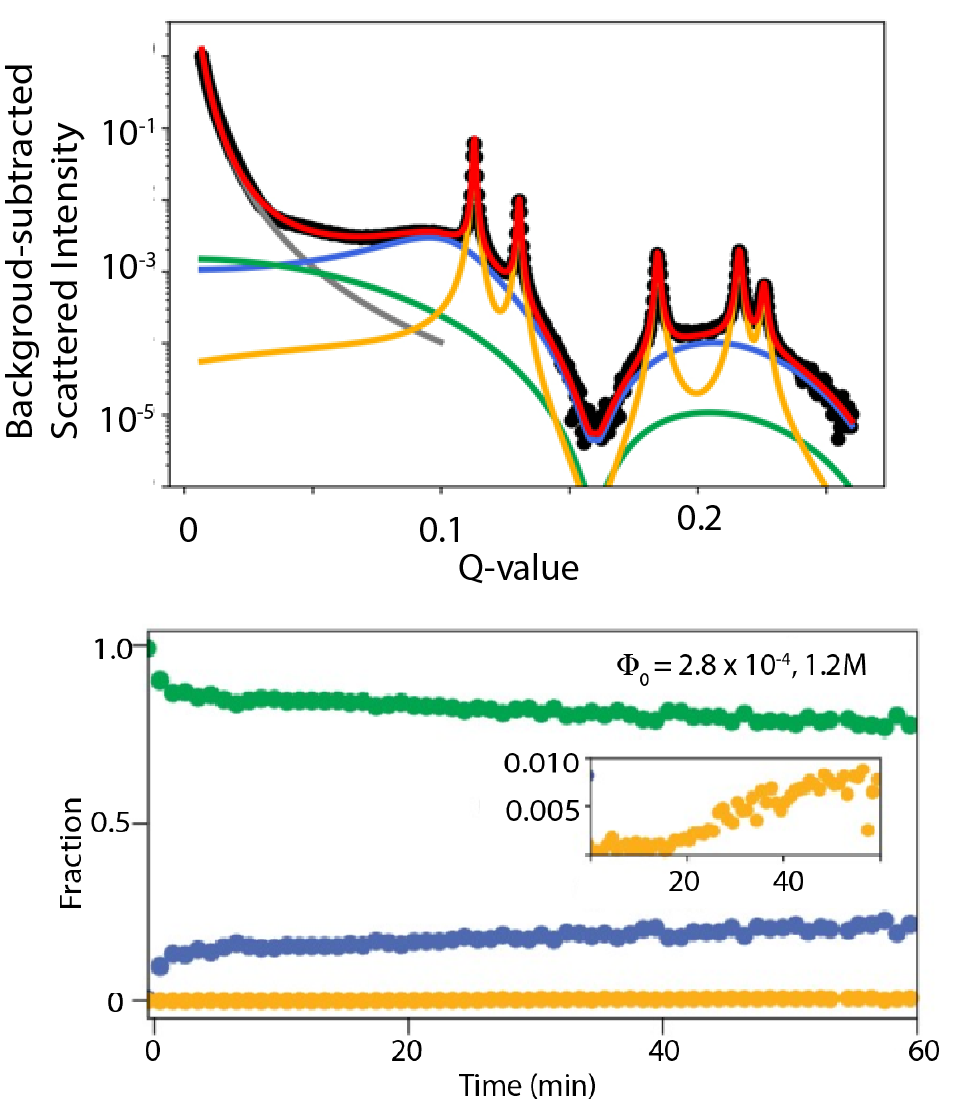 Backgroud-subtracted
Scattered Intensity
10-1
10-3
10-5
0
0.1
0.2
Q-value
Φ0 = 2.8 x 10-4, 1.2M
Fraction
1.0
0.5
0
0.010
0.005
20
40
0
20
40
60
Time (min)